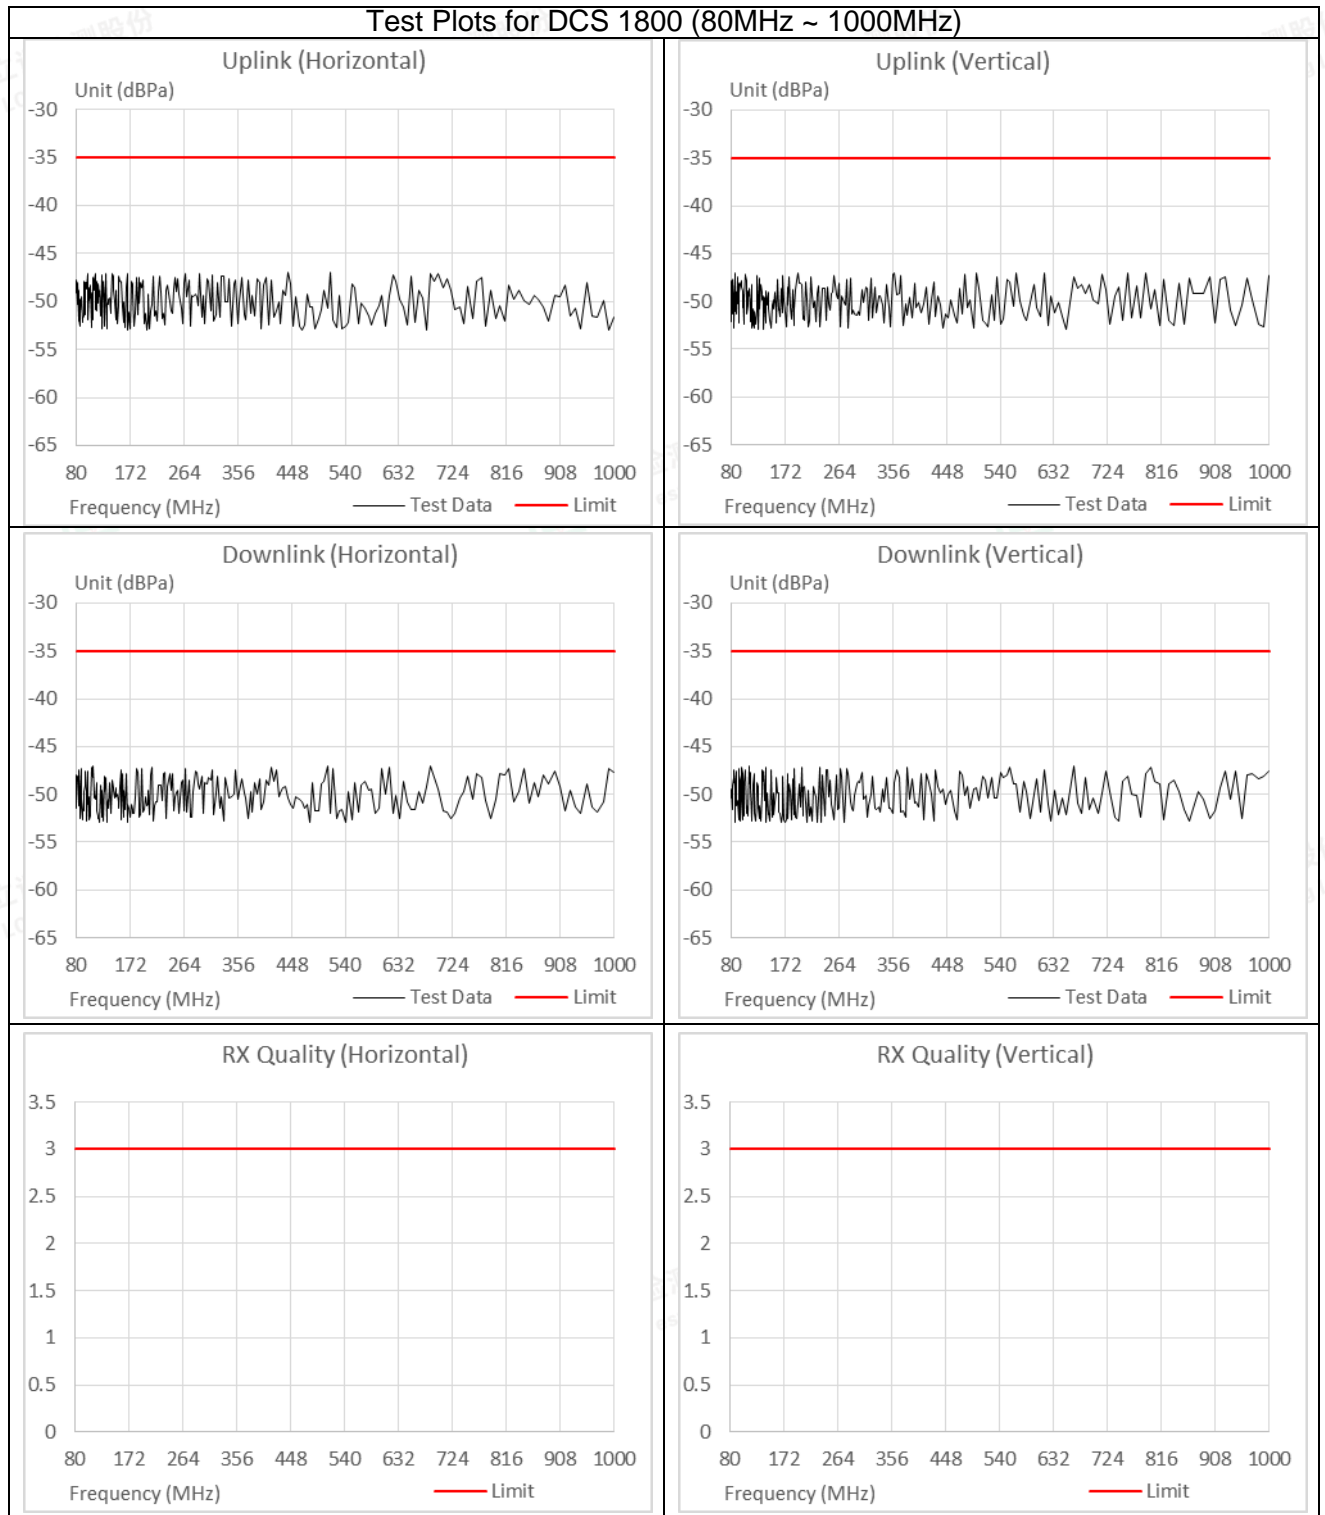 Test Plots for DCS 1800 (80MHz ~ 1000MHz)
Uplink (Horizontal)
Unit (dBPa)
-30
-35
-40
-45
-50
-55
-60
-65
80 172 264 356 448 540 632 724 816 908 1000
Frequency (MHz) Test Data Limit
Uplink (Vertical)
Unit (dBPa)
-30
-35
-40
-45
-50
-55
-60
-65
80 172 264 356 448 540 632 724 816 908 1000
Frequency (MHz) Test Data Limit
Downlink (Horizontal)
Unit (dBPa)
-30
-35
-40
-45
-50
-55
-60
-65
80 172 264 356 448 540 632 724 816 908 1000
Frequency (MHz) Test Data Limit
Downlink (Vertical)
Unit (dBPa)
-30
-35
-40
-45
-50
-55
-60
-65
80 172 264 356 448 540 632 724 816 908 1000
Frequency (MHz) Test Data Limit
RX Quality (Horizontal)
3.5
3
2.5
2
1.5
1
0.5
0
80 172 264 356 448 540 632 724 816 908 1000
Frequency (MHz) Limit
RX Quality (Vertical)
3.5
3
2.5
2
1.5
1
0.5
0
80 172 264 356 448 540 632 724 816 908 1000
Frequency (MHz) Limit